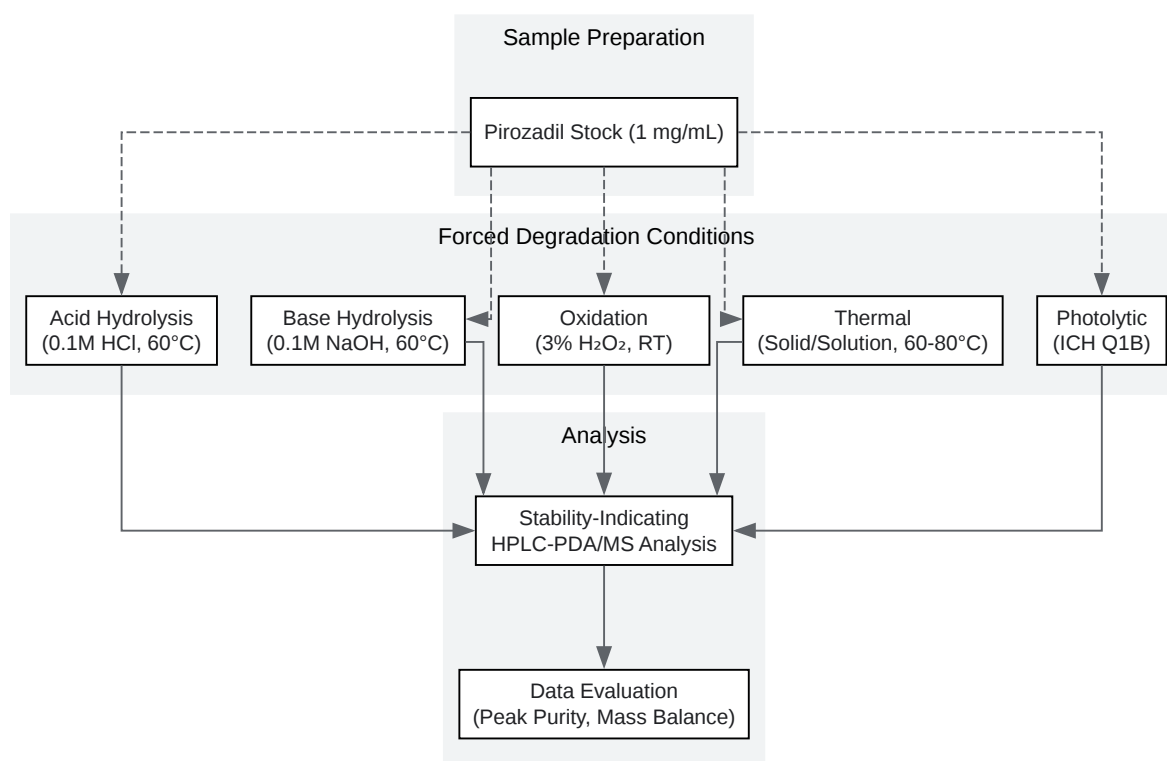 Sample Preparation
Pirozadil Stock (1 mg/mL)
Forced Degradation Conditions
Acid Hydrolysis
(0.1M HCl, 60°C)
Base Hydrolysis
(0.1M NaOH, 60°C)
Oxidation
(3% H₂O₂, RT)
Thermal
(Solid/Solution, 60-80°C)
Photolytic
(ICH Q1B)
Analysis
Stability-Indicating
HPLC-PDA/MS Analysis
Data Evaluation
(Peak Purity, Mass Balance)